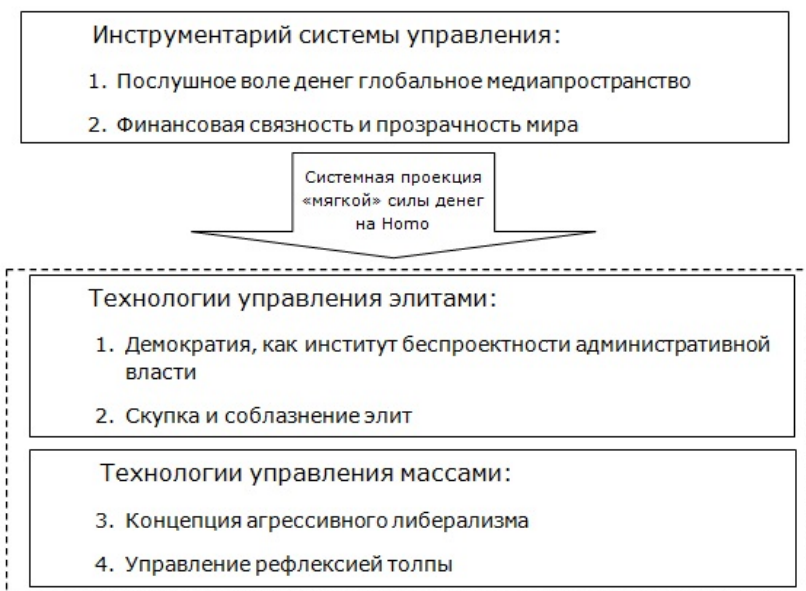 Инструментарий системы управления:
1. Послушное воле денег глобальное медиапространство
2. Финансовая связность и прозрачность мира
Системная проекция
«мягкой» силы денег
на Homo
Технологии управления элитами:
1. Демократия, как институт беспроектности административной
власти
2. Скупка и соблазнение элит
Технологии управления массами:
3. Концепция агрессивного либерализма
4. Управление рефлексией толпы